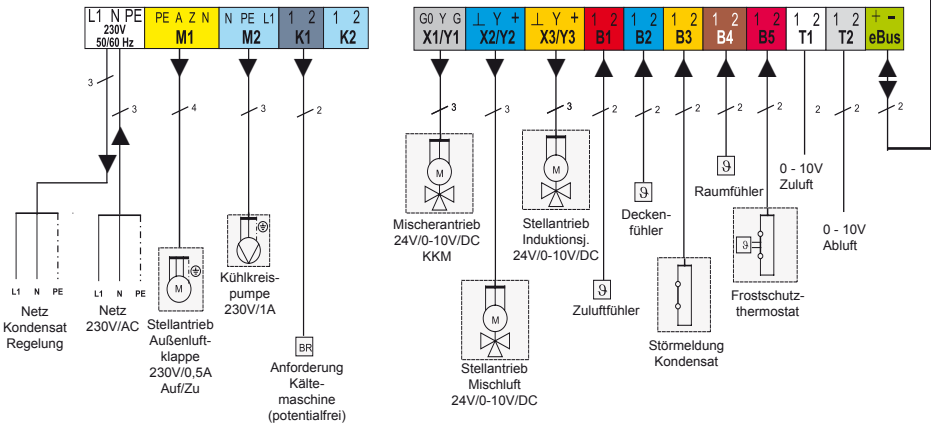 L1 N PE
230V
50/60 Hz
PE A Z N
M1
N PE L1
M2
1 2
K1
1 2
K2
G0 Y G
X1/Y1
⊥ Y +
X2/Y2
⊥ Y +
X3/Y3
1 2
B1
1 2
B2
1 2
B3
1 2
B4
1 2
B5
1 2
T1
1 2
T2
+ -
eBus
3
3
4
3
2
3
3
3
2
2
2
2
2
2
2
2
L1 N PE
Netz
Kondensat
Regelung
L1 N PE
Netz
230V/AC
M
Stellantrieb
Außenluft-
klappe
230V/0,5A
Auf/Zu
Kühlkreis-
pumpe
230V/1A
BR
Anforderung
Kälte-
maschine
(potentialfrei)
M
Mischerantrieb
24V/0-10V/DC
KKM
M
Stellantrieb
Mischluft
24V/0-10V/DC
M
Stellantrieb
Induktionsj.
24V/0-10V/DC
ϑ
Zuluftfühler
ϑ
Decken-
fühler
Störmeldung
Kondensat
ϑ
Raumfühler
ϑ
Frostschutz-
thermostat
0 - 10V
Zuluft
0 - 10V
Abluft